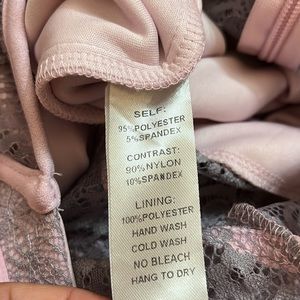 SELF:
95%POLYESTER
5%SPANDEX
CONTRAST:
90%NYLON
10%SPANDEX
LINING:
100%POLYESTER
HAND WASH
COLD WASH
NO BLEACH
HANG TO DRY